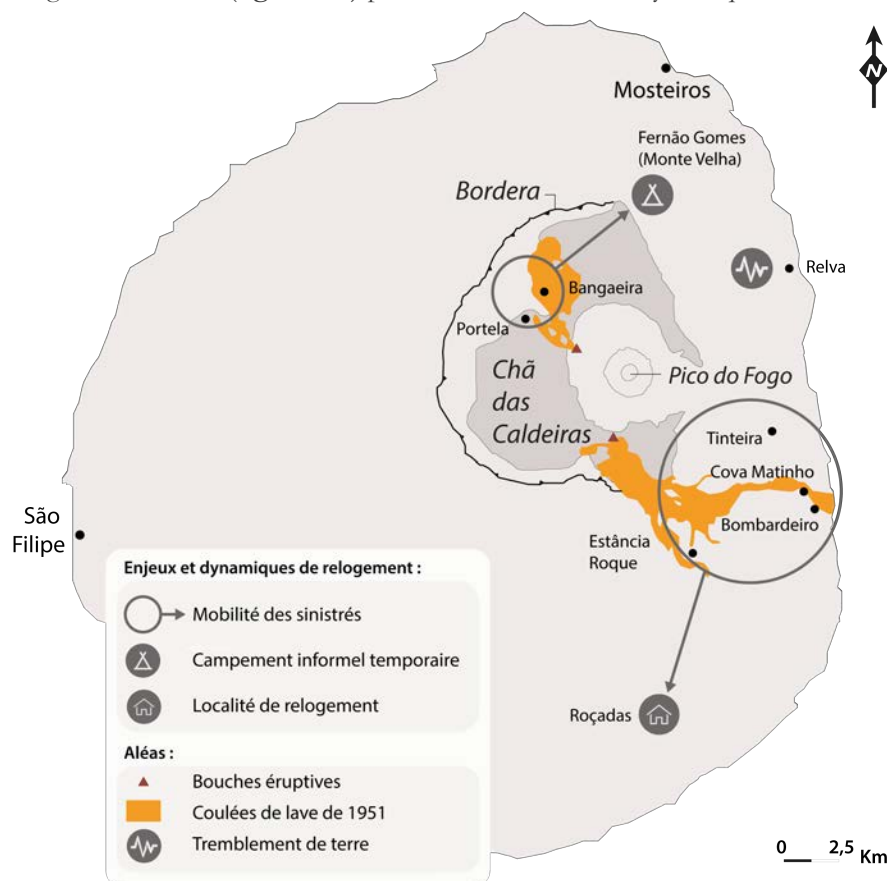 N
Mosteiros
Fernão Gomes
(Monte Velha)
Bordera
Relva
Bangaeira
Portela
Chã
das
Caldeiras
Pico do Fogo
Tinteira
Cova Matinho
Bombardeiro
São
Filipe
Estância
Roque
Roçadas
Enjeux et dynamiques de relogement :
Mobilité des sinistrés
Campement informel temporaire
Localité de relogement
Aléas :
Bouches éruptives
Coulées de lave de 1951
Tremblement de terre
0 2,5 Km